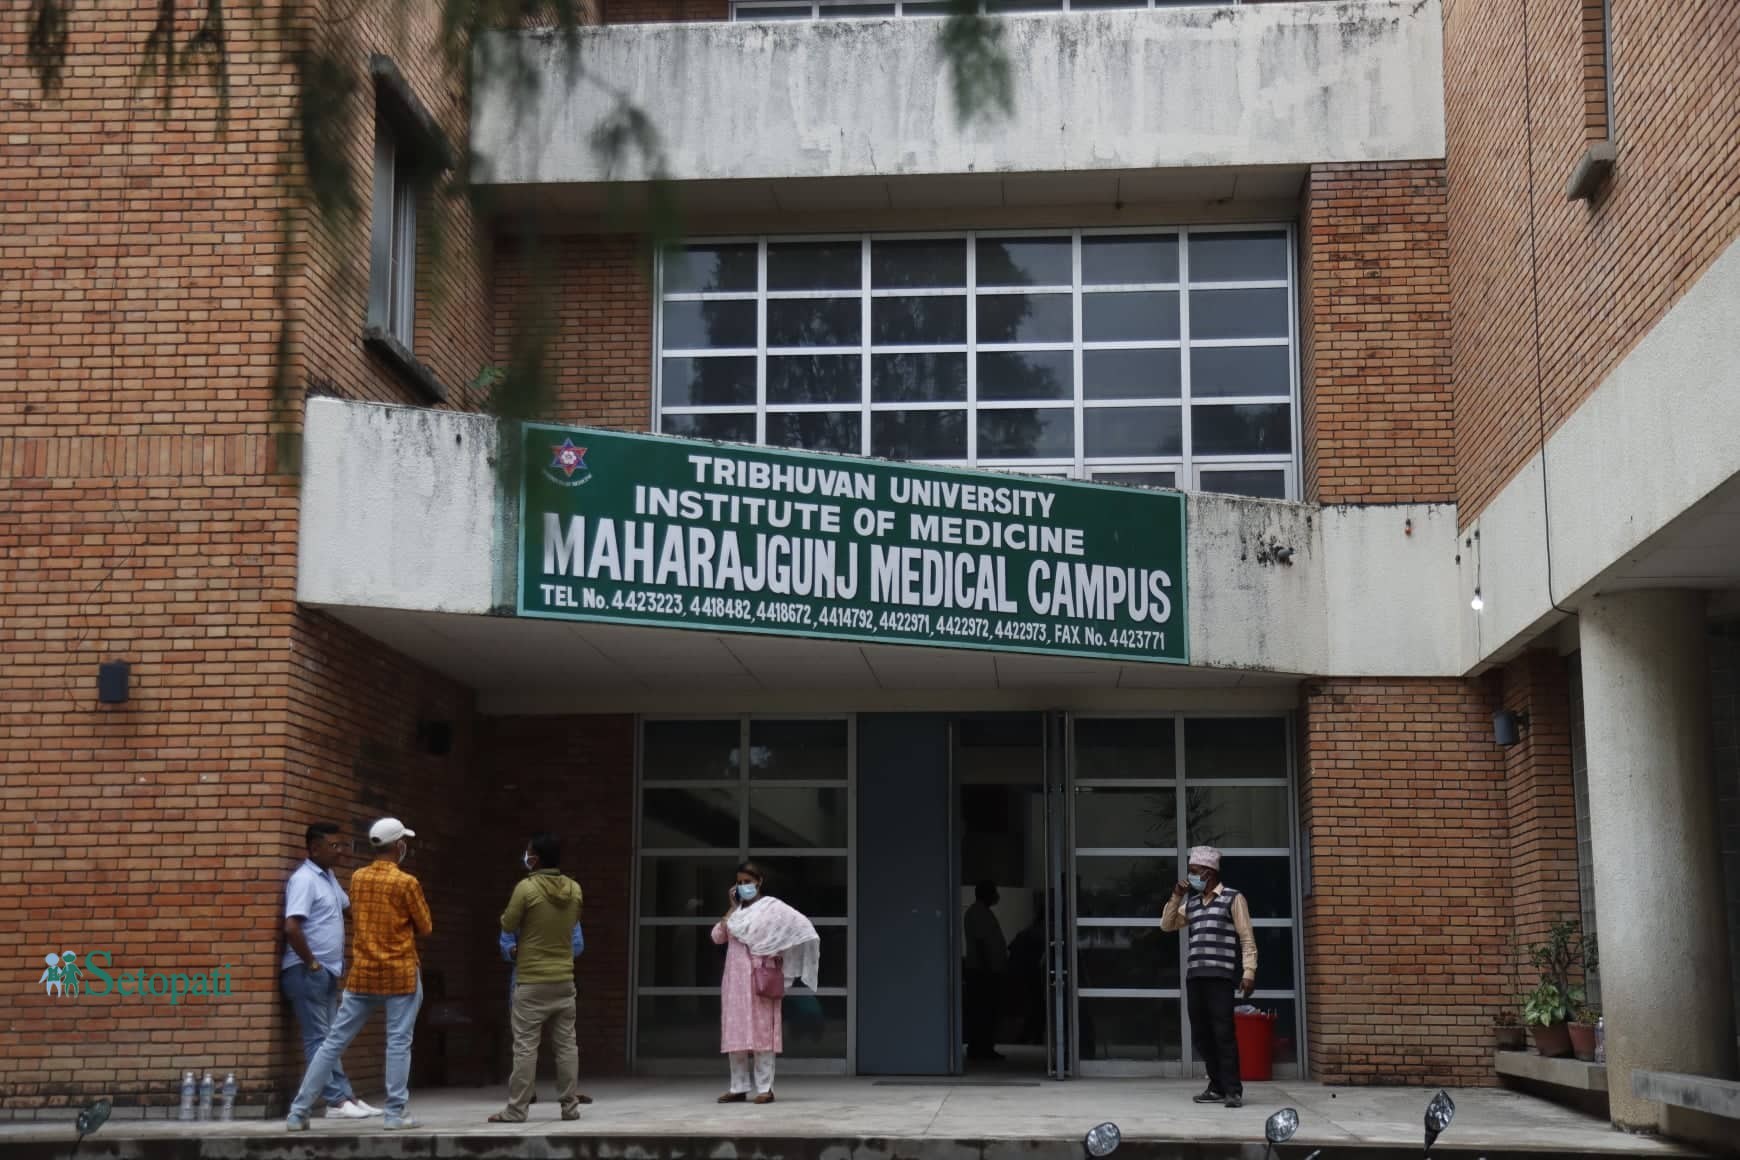 TRIBHUVAN UNIVERSITY
INSTITUTE OF MEDICINE
MAHARAJGUNJ MEDICAL CAMPUS
TEL No. 4423223, 4418482, 4418672, 4414792, 4422971, 4422972, 4422973, FAX No. 4423771
Setopati